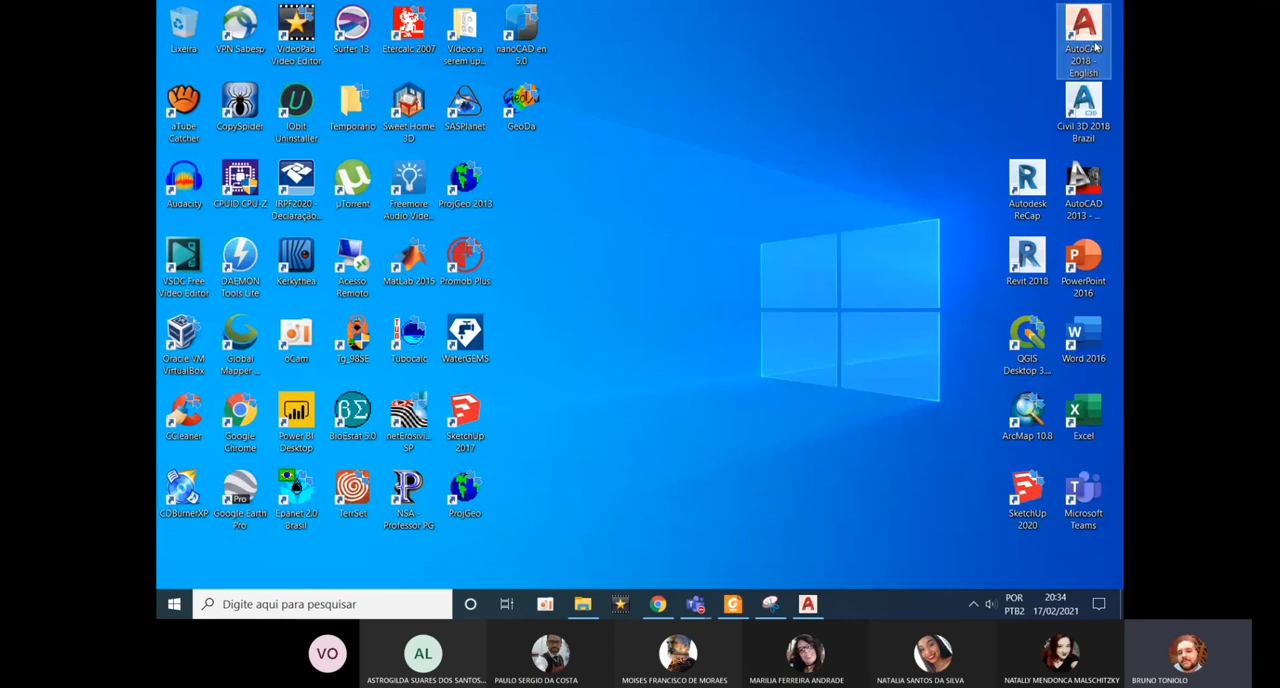 Lixeira
VPN Sabesp
VideoPad
Video Editor
Surfer 13
Etercalc 2007
Vídeos a
serem up...
nanoCAD en
5.0
AutoCAD
2018 -
English
aTube
Catcher
CopySpider
IObit
Uninstaller
Temporário
Sweet Home
3D
SASPlanet
GeoDa
Civil 3D 2018
Brazil
Audacity
CPUID CPU-Z
IRPF2020 -
Declaração...
µTorrent
Freemore
Audio Vide...
ProjGeo 2013
Autodesk
ReCap
AutoCAD
2013 - ...
VSDC Free
Video Editor
DAEMON
Tools Lite
Kerkythea
Acesso
Remoto
MatLab 2015
Promob Plus
Revit 2018
PowerPoint
2016
Oracle VM
VirtualBox
Global
Mapper ...
oCam
Tg_98SE
Tubocalc
WaterGEMS
QGIS
Desktop 3....
Word 2016
CCleaner
Google
Chrome
Power BI
Desktop
BioEstat 5.0
netErosivi...
SP
SketchUp
2017
ArcMap 10.8
Excel
CDBurnerXP
Google Earth
Pro
Epanet 2.0
Brasil
TerrSet
NSA -
Professor PG
ProjGeo
SketchUp
2020
Microsoft
Teams
Digite aqui para pesquisar
POR
PTB2
20:34
17/02/2021
VO
AL
ASTROGILDA SUARES DOS SANTOS...
PAULO SERGIO DA COSTA
MOISES FRANCISCO DE MORAES
MARILIA FERREIRA ANDRADE
NATALIA SANTOS DA SILVA
NATALLY MENDONCA MALSCHITZKY
BRUNO TONIOLO